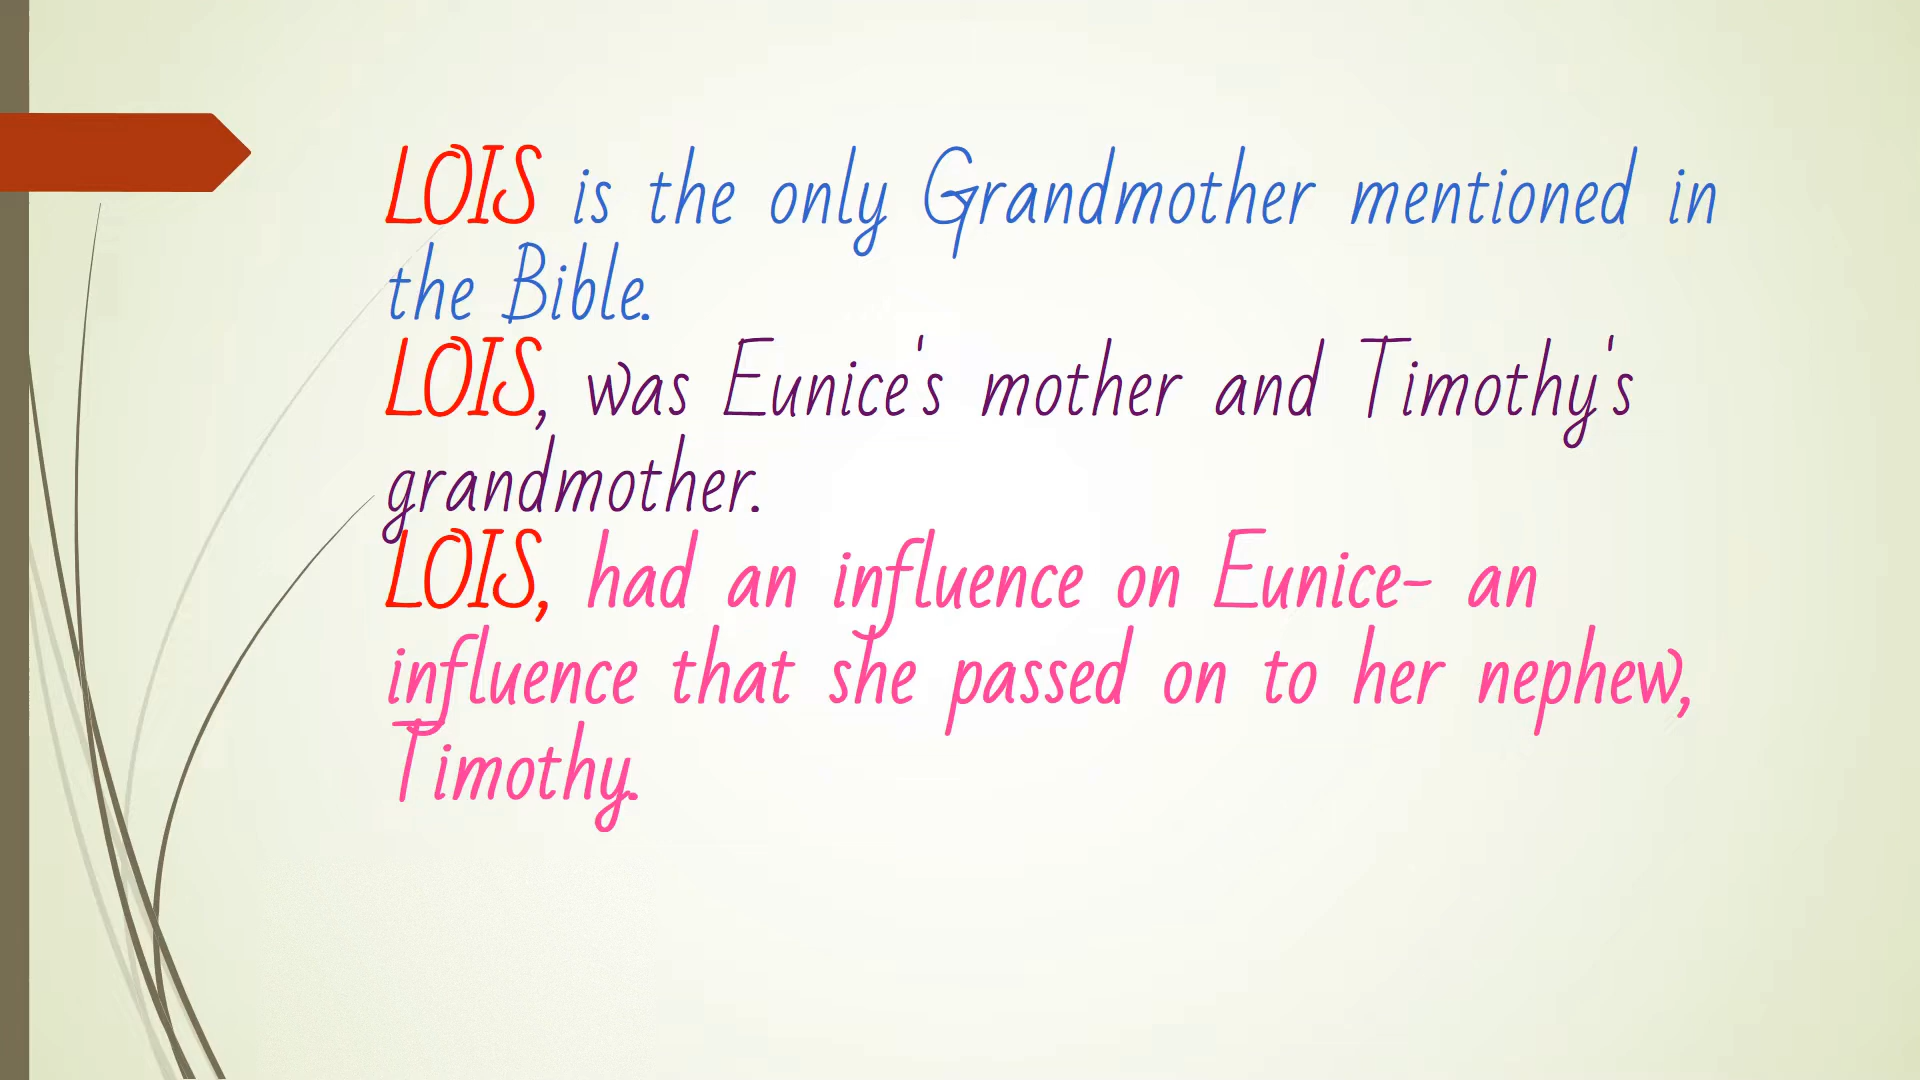 LOIS is the only Grandmother mentioned in
the Bible.
LOIS, was Eunice's mother and Timothy's
grandmother.
LOIS, had an influence on Eunice- an
influence that she passed on to her nephew,
Timothy.